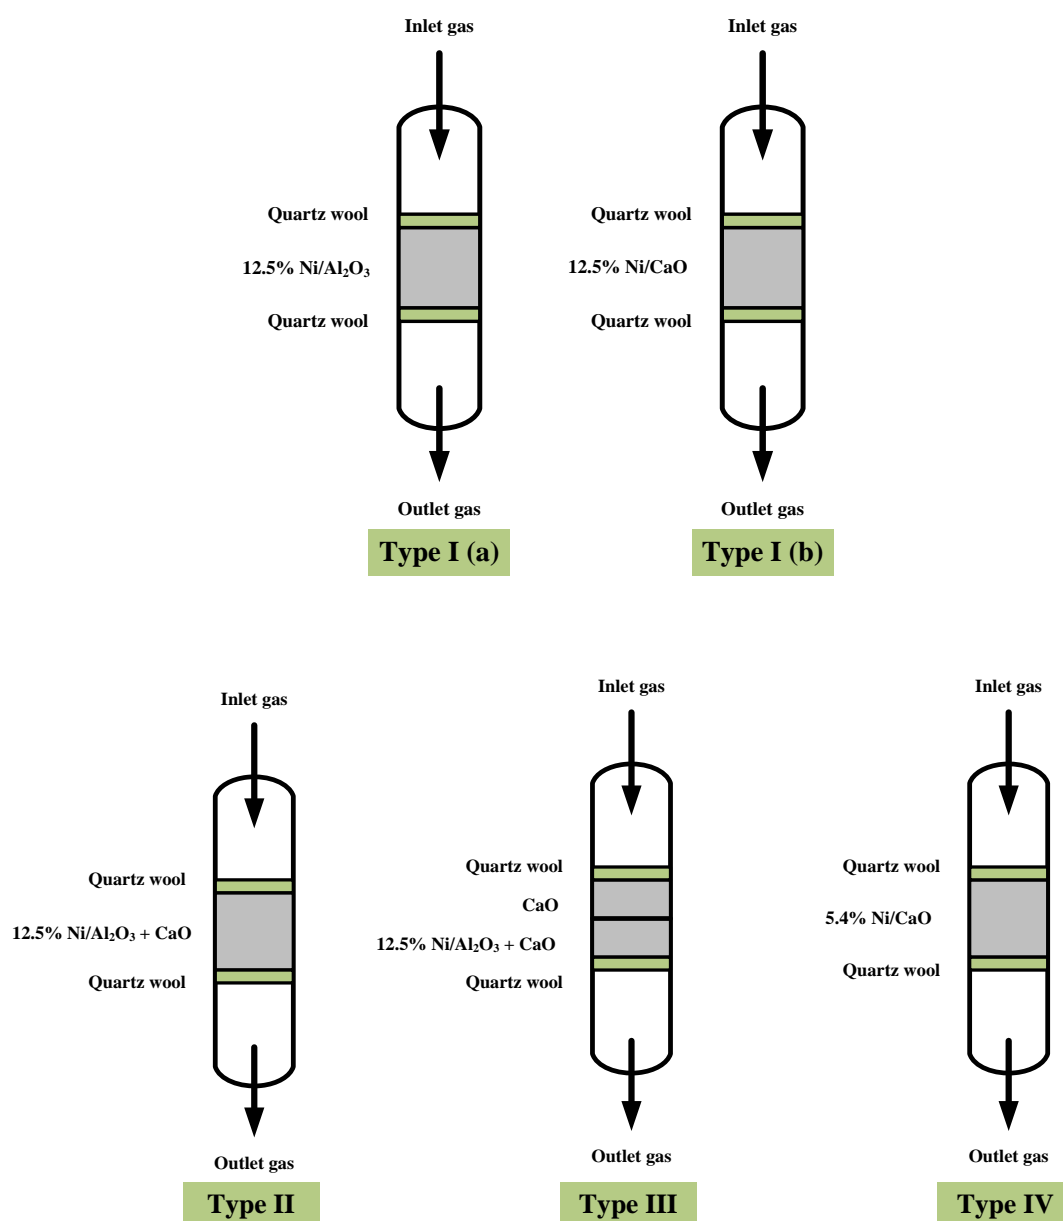 Inlet gas
Quartz wool
12.5% Ni/Al₂O₃
Quartz wool
Outlet gas
Type I (a)
Inlet gas
Quartz wool
12.5% Ni/CaO
Quartz wool
Outlet gas
Type I (b)
Inlet gas
Quartz wool
12.5% Ni/Al₂O₃ + CaO
Quartz wool
Outlet gas
Type II
Inlet gas
Quartz wool
CaO
12.5% Ni/Al₂O₃ + CaO
Quartz wool
Outlet gas
Type III
Inlet gas
Quartz wool
5.4% Ni/CaO
Quartz wool
Outlet gas
Type IV